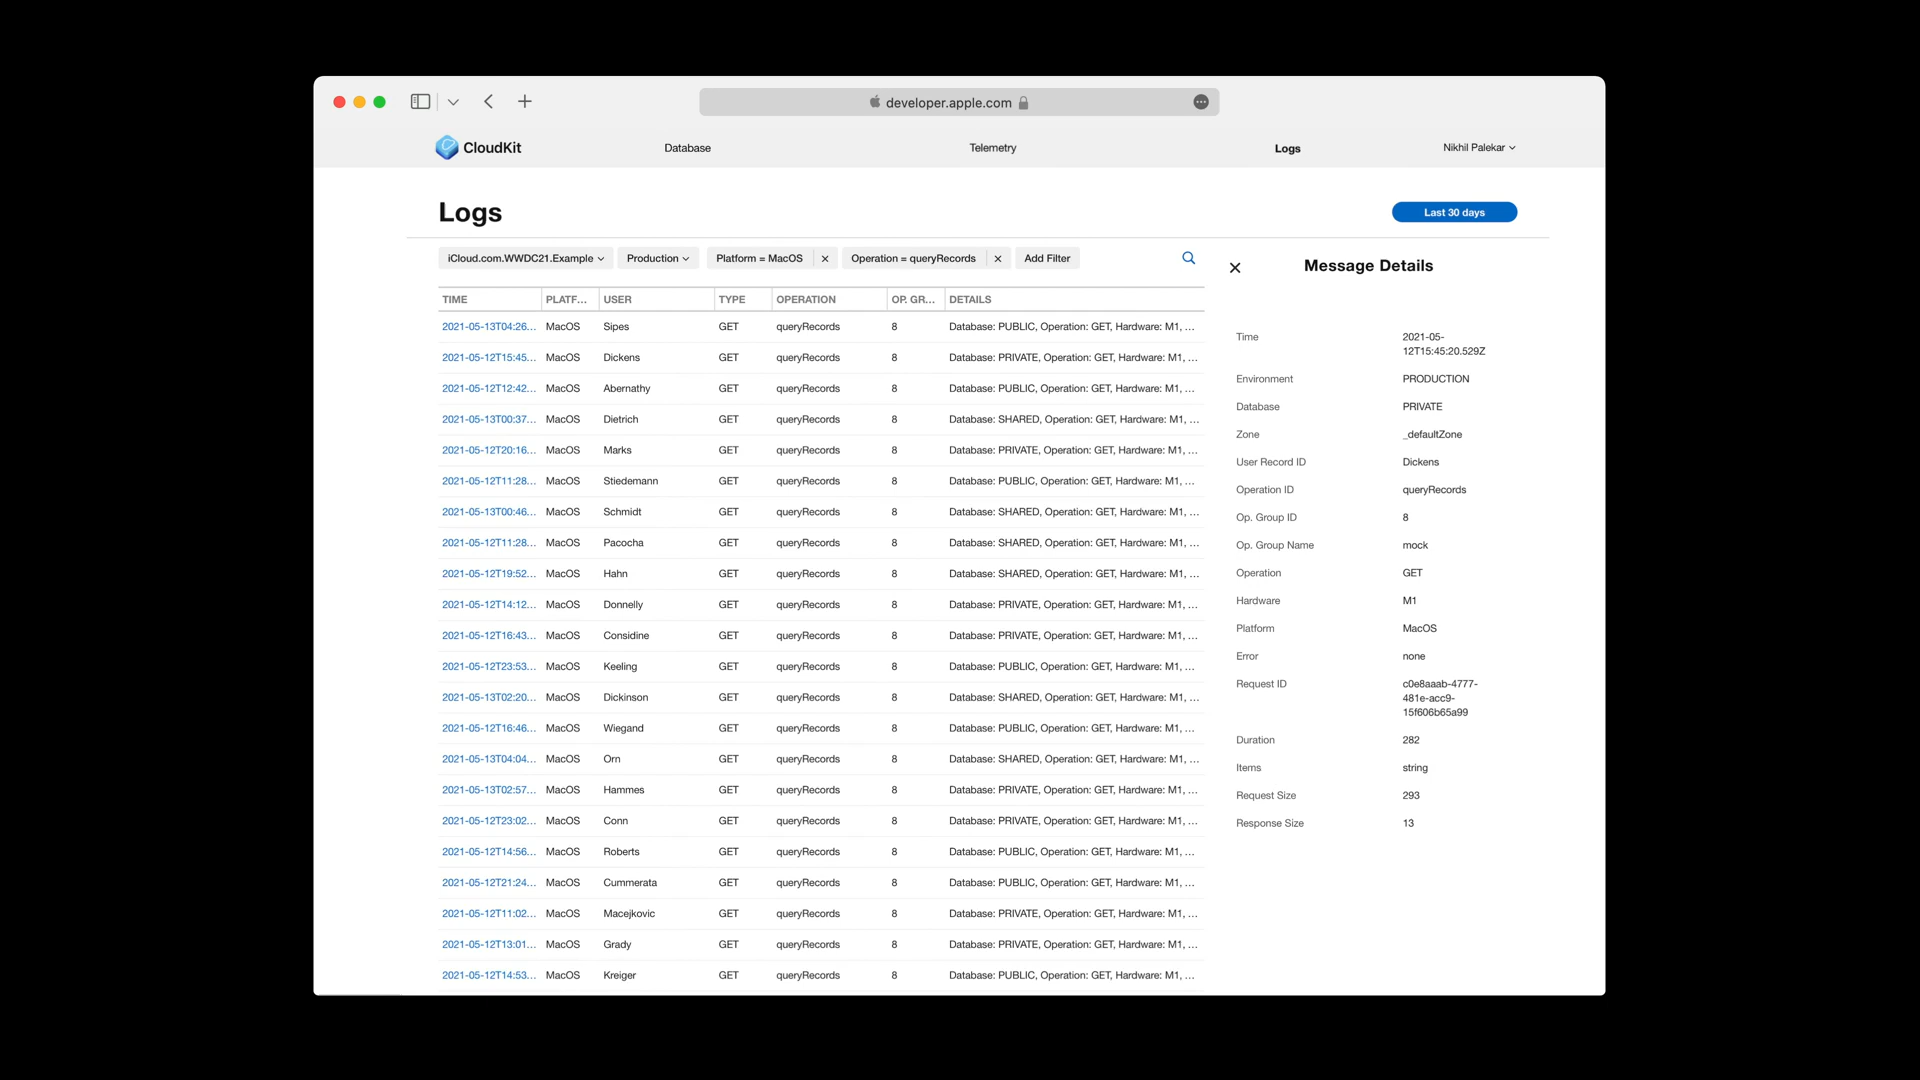 developer.apple.com
CloudKit Database Telemetry Logs Nikhil Palekar
Logs Last 30 days
iCloud.com.WWDC21.Example Production Platform = MacOS Operation = queryRecords Add Filter
TIME PLATF... USER TYPE OPERATION OP. GR... DETAILS
2021-05-13T04:26... MacOS Sipes GET queryRecords 8 Database: PUBLIC, Operation: GET, Hardware: M1, ...
2021-05-12T15:45... MacOS Dickens GET queryRecords 8 Database: PRIVATE, Operation: GET, Hardware: M1, ...
2021-05-12T12:42... MacOS Abernathy GET queryRecords 8 Database: PUBLIC, Operation: GET, Hardware: M1, ...
2021-05-13T00:37... MacOS Dietrich GET queryRecords 8 Database: SHARED, Operation: GET, Hardware: M1, ...
2021-05-12T20:16... MacOS Marks GET queryRecords 8 Database: PRIVATE, Operation: GET, Hardware: M1, ...
2021-05-12T11:28... MacOS Stiedemann GET queryRecords 8 Database: PUBLIC, Operation: GET, Hardware: M1, ...
2021-05-13T00:46... MacOS Schmidt GET queryRecords 8 Database: SHARED, Operation: GET, Hardware: M1, ...
2021-05-12T11:28... MacOS Pacocha GET queryRecords 8 Database: SHARED, Operation: GET, Hardware: M1, ...
2021-05-12T19:52... MacOS Hahn GET queryRecords 8 Database: SHARED, Operation: GET, Hardware: M1, ...
2021-05-12T14:12... MacOS Donnelly GET queryRecords 8 Database: PRIVATE, Operation: GET, Hardware: M1, ...
2021-05-12T16:43... MacOS Considine GET queryRecords 8 Database: PRIVATE, Operation: GET, Hardware: M1, ...
2021-05-12T23:53... MacOS Keeling GET queryRecords 8 Database: PUBLIC, Operation: GET, Hardware: M1, ...
2021-05-13T02:20... MacOS Dickinson GET queryRecords 8 Database: SHARED, Operation: GET, Hardware: M1, ...
2021-05-12T16:46... MacOS Wiegand GET queryRecords 8 Database: PUBLIC, Operation: GET, Hardware: M1, ...
2021-05-13T04:04... MacOS Orn GET queryRecords 8 Database: SHARED, Operation: GET, Hardware: M1, ...
2021-05-13T02:57... MacOS Hammes GET queryRecords 8 Database: PRIVATE, Operation: GET, Hardware: M1, ...
2021-05-12T23:02... MacOS Conn GET queryRecords 8 Database: PRIVATE, Operation: GET, Hardware: M1, ...
2021-05-12T14:56... MacOS Roberts GET queryRecords 8 Database: PUBLIC, Operation: GET, Hardware: M1, ...
2021-05-12T21:24... MacOS Cummerata GET queryRecords 8 Database: PUBLIC, Operation: GET, Hardware: M1, ...
2021-05-12T11:02... MacOS Macejkovic GET queryRecords 8 Database: PRIVATE, Operation: GET, Hardware: M1, ...
2021-05-12T13:01... MacOS Grady GET queryRecords 8 Database: PRIVATE, Operation: GET, Hardware: M1, ...
2021-05-12T14:53... MacOS Kreiger GET queryRecords 8 Database: PUBLIC, Operation: GET, Hardware: M1, ...
Message Details
Time 2021-05-
12T15:45:20.529Z
Environment PRODUCTION
Database PRIVATE
Zone _defaultZone
User Record ID Dickens
Operation ID queryRecords
Op. Group ID 8
Op. Group Name mock
Operation GET
Hardware M1
Platform MacOS
Error none
Request ID c0e8aaab-4777-
481e-acc9-
15f606b65a99
Duration 282
Items string
Request Size 293
Response Size 13